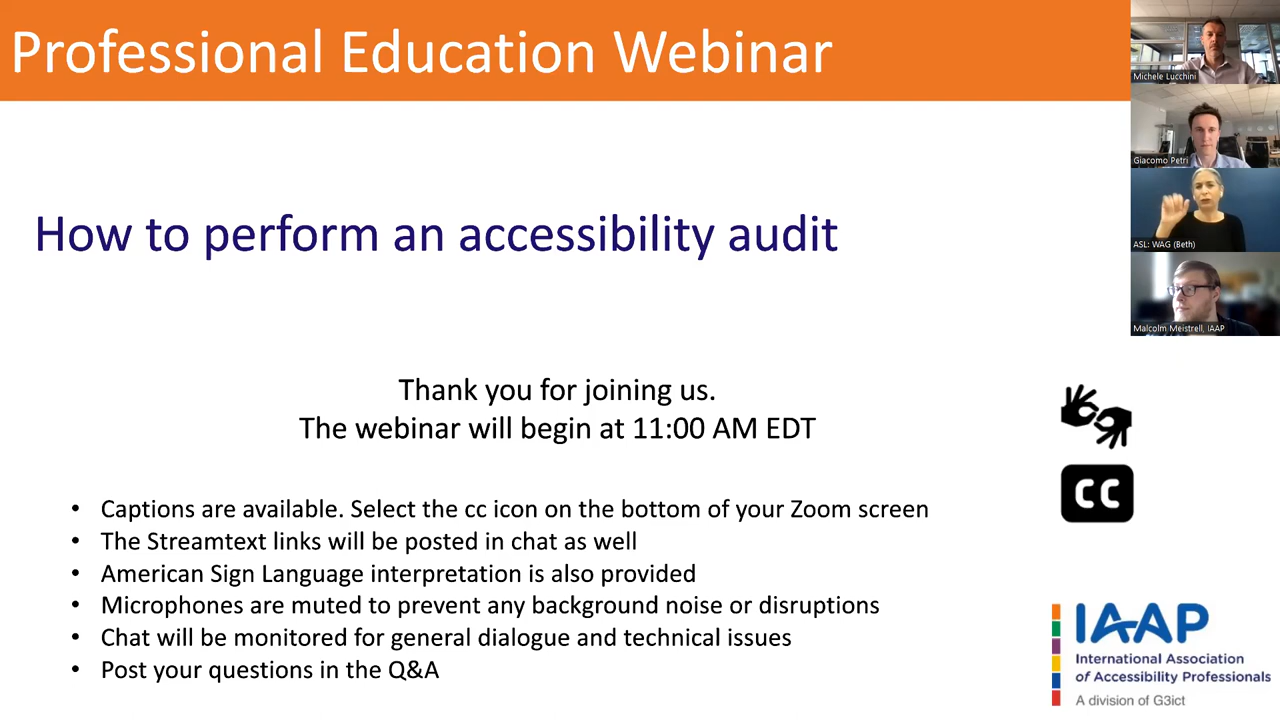 Professional Education Webinar
How to perform an accessibility audit
Thank you for joining us.
The webinar will begin at 11:00 AM EDT
• Captions are available. Select the cc icon on the bottom of your Zoom screen
• The Streamtext links will be posted in chat as well
• American Sign Language interpretation is also provided
• Microphones are muted to prevent any background noise or disruptions
• Chat will be monitored for general dialogue and technical issues
• Post your questions in the Q&A
Michele Lucchini
Giacomo Petri
ASL: WAG (Beth)
Malcolm Meistrell, IAAP
CC
IAAP
International Association
of Accessibility Professionals
A division of G3ict